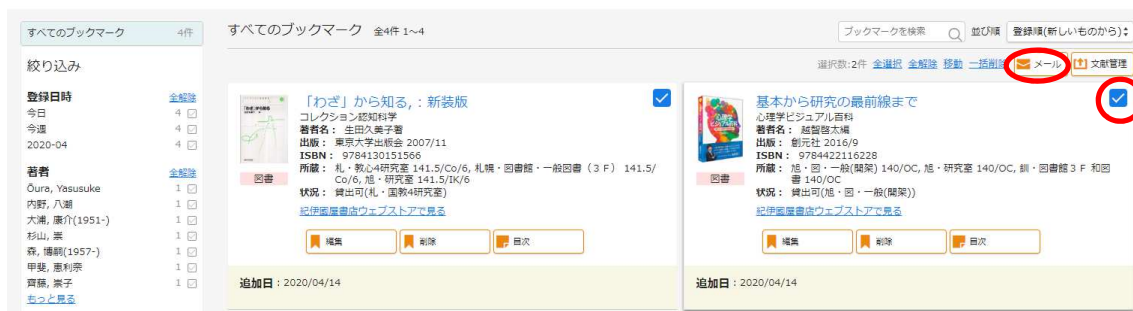 すべてのブックマーク 4件
絞り込み
登録日時 全解除
今日 4
今週 4
2020-04 4
著者 全解除
Ōura, Yasusuke 1
内野, 八潮 1
大浦, 康介(1951-) 1
杉山, 崇 1
森, 博嗣(1957-) 1
甲斐, 恵利奈 1
齊藤, 崇子 1
もっと見る
すべてのブックマーク 全4件 1~4
ブックマークを検索 並び順 登録順(新しいものから)
選択数:2件 全選択 全解除 移動 一括削除 メール 文献管理
「わざ」から知る, : 新装版
コレクション認知科学
著者名: 生田久美子著
出版: 東京大学出版会 2007/11
ISBN: 9784130151566
所蔵: 札・教心4研究室 141.5/Co/6, 札幌・図書館・一般図書(3F) 141.5/
Co/6, 旭・研究室 141.5/IK/6
図書
状況: 貸出可(札・国教4研究室)
紀伊國屋書店ウェブストアで見る
編集 削除 目次
追加日:2020/04/14
基本から研究の最前線まで
心理学ビジュアル百科
著者名: 越智啓太編
出版: 創元社 2016/9
ISBN: 9784422116228
所蔵: 旭・図・一般(開架) 140/OC, 旭・研究室 140/OC, 釧・図書館3F 和図
書 140/OC
図書
状況: 貸出可(旭・図・一般(開架))
紀伊國屋書店ウェブストアで見る
編集 削除 目次
追加日:2020/04/14